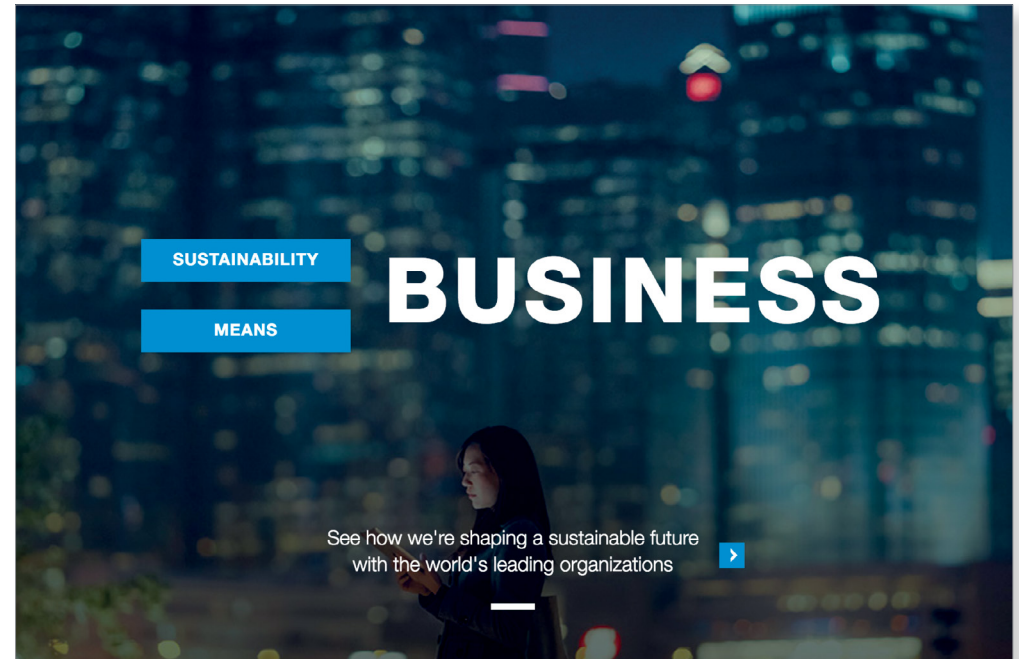 SUSTAINABILITY
MEANS
BUSINESS
See how we're shaping a sustainable future
with the world's leading organizations